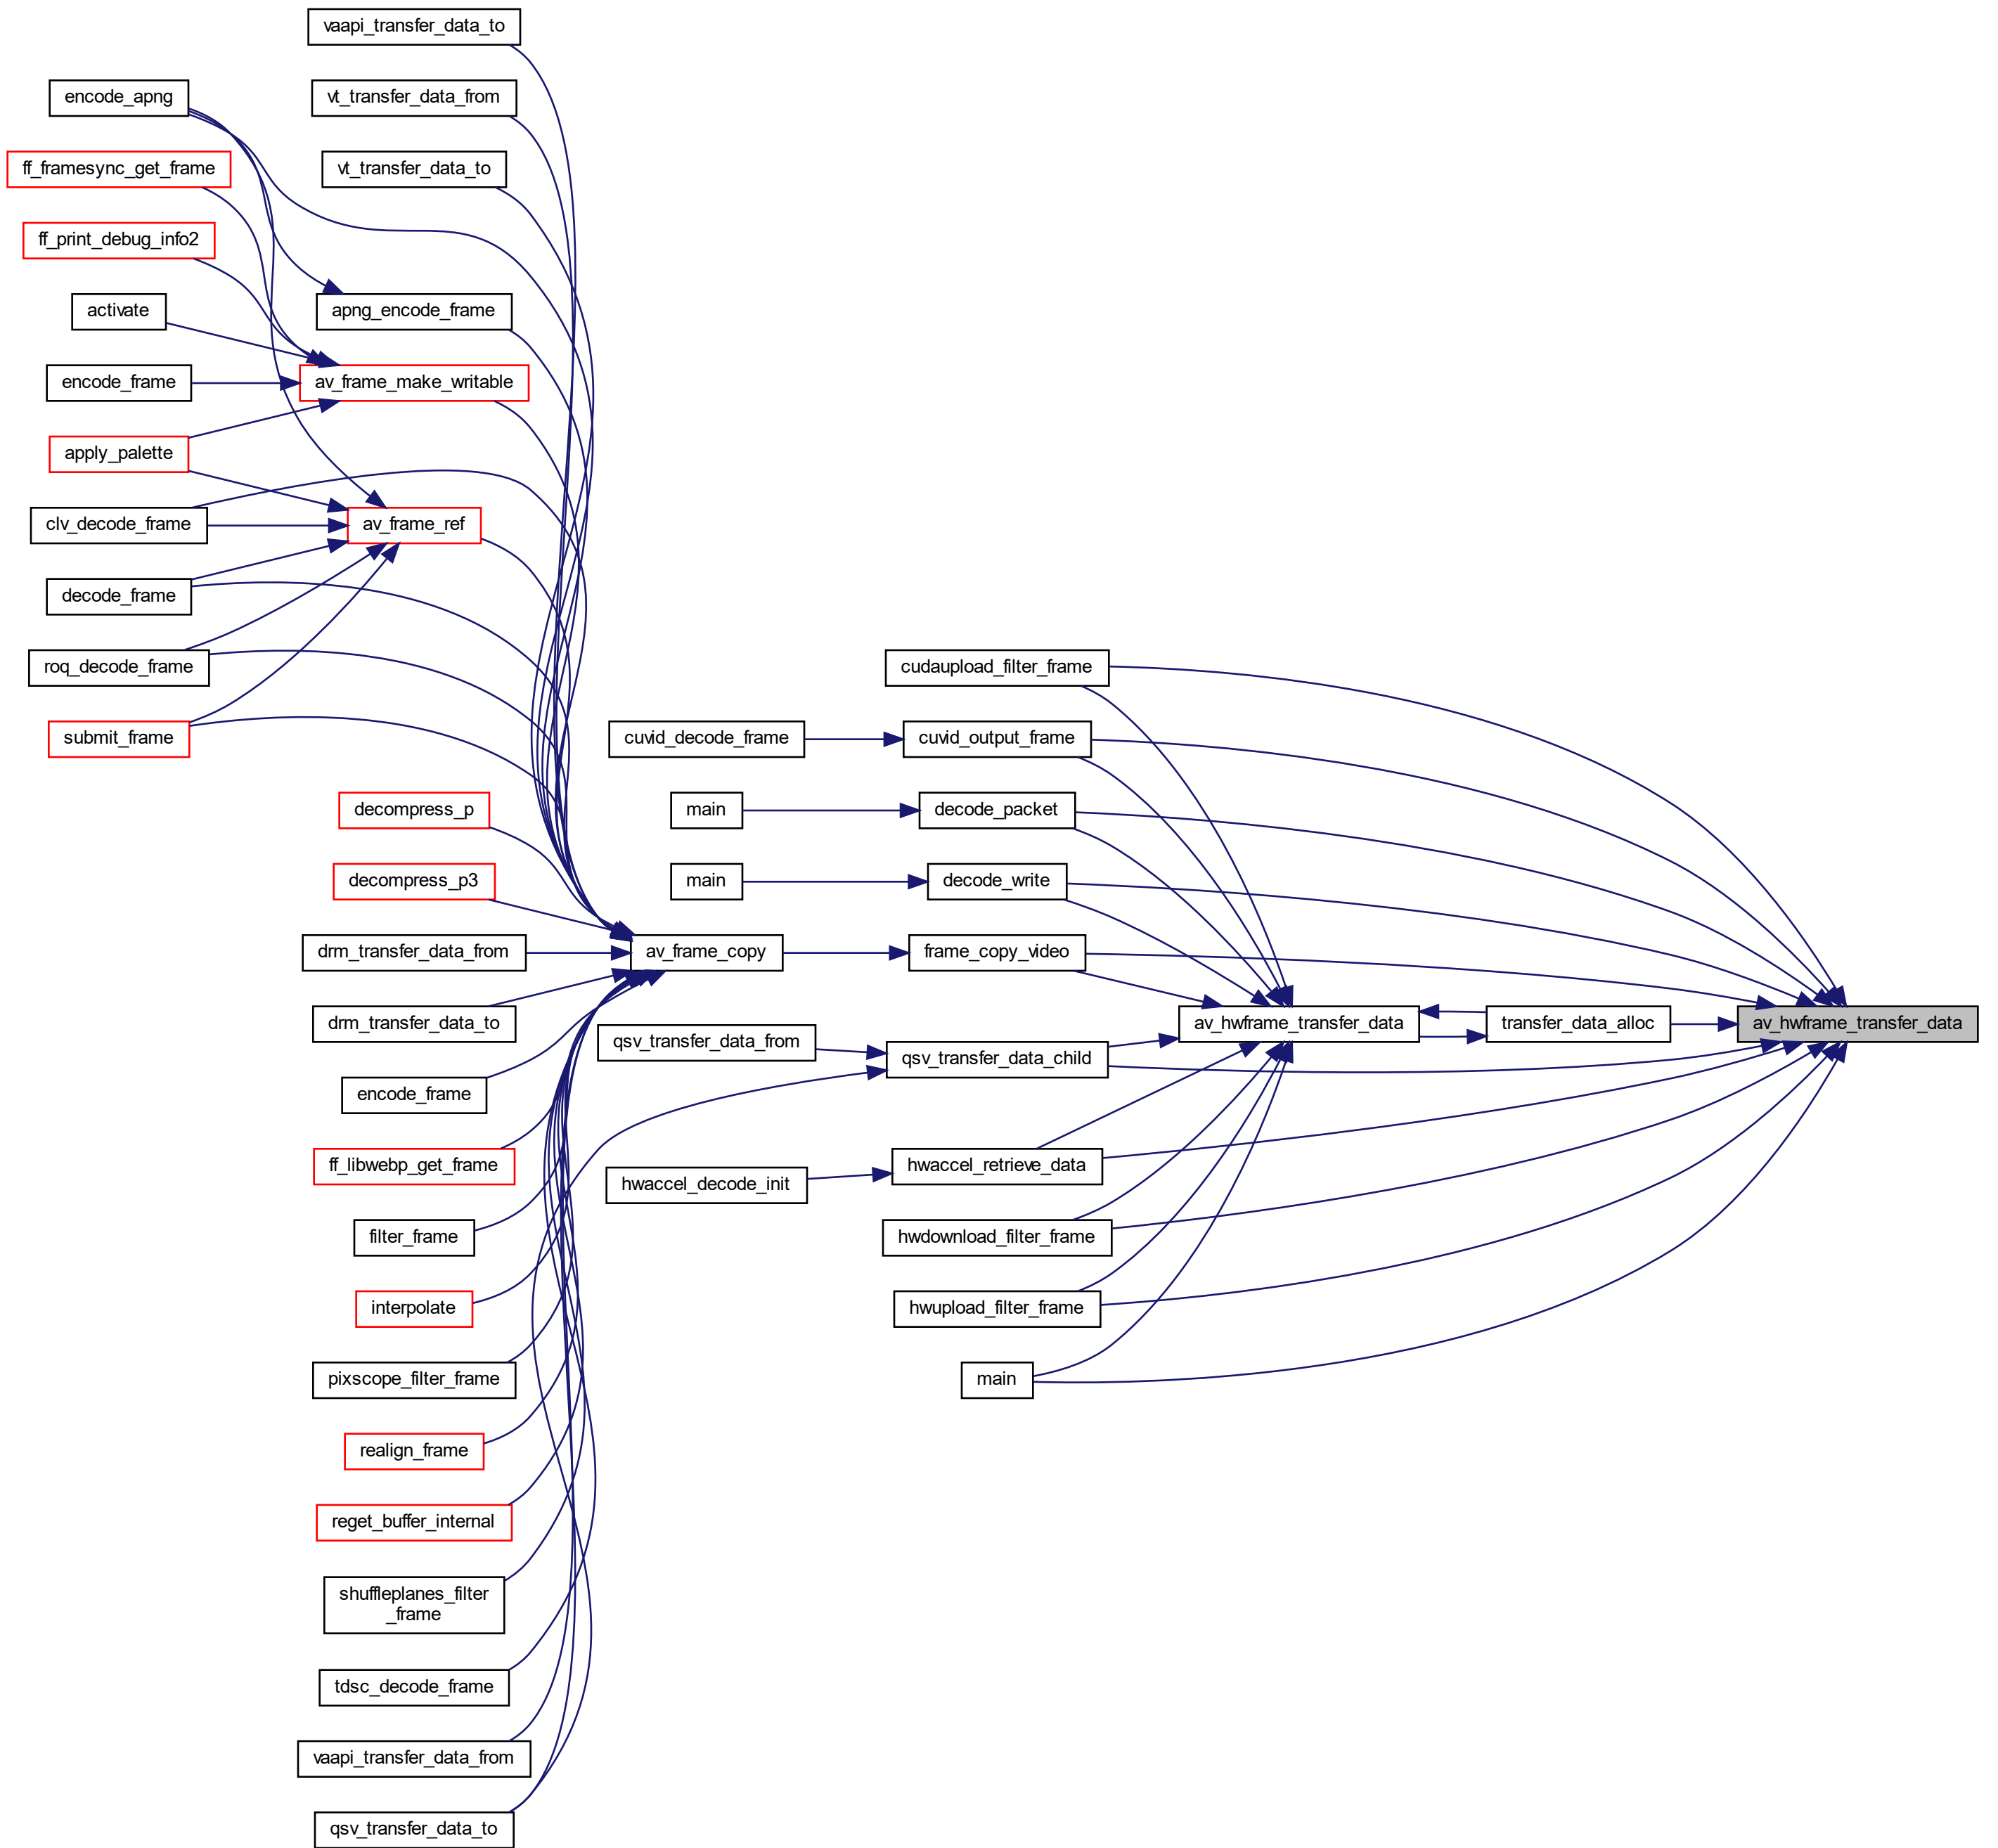 vaapi_transfer_data_to
encode_apng
vt_transfer_data_from
ff_framesync_get_frame
vt_transfer_data_to
ff_print_debug_info2
activate
apng_encode_frame
encode_frame
av_frame_make_writable
apply_palette
clv_decode_frame
av_frame_ref
decode_frame
roq_decode_frame
cudaupload_filter_frame
submit_frame
cuvid_decode_frame
cuvid_output_frame
decompress_p
main
decode_packet
decompress_p3
main
decode_write
drm_transfer_data_from
av_frame_copy
frame_copy_video
drm_transfer_data_to
av_hwframe_transfer_data
transfer_data_alloc
av_hwframe_transfer_data
qsv_transfer_data_from
qsv_transfer_data_child
encode_frame
ff_libwebp_get_frame
hwaccel_decode_init
hwaccel_retrieve_data
filter_frame
hwdownload_filter_frame
interpolate
hwupload_filter_frame
pixscope_filter_frame
main
realign_frame
reget_buffer_internal
shuffleplanes_filter
_frame
tdsc_decode_frame
vaapi_transfer_data_from
qsv_transfer_data_to